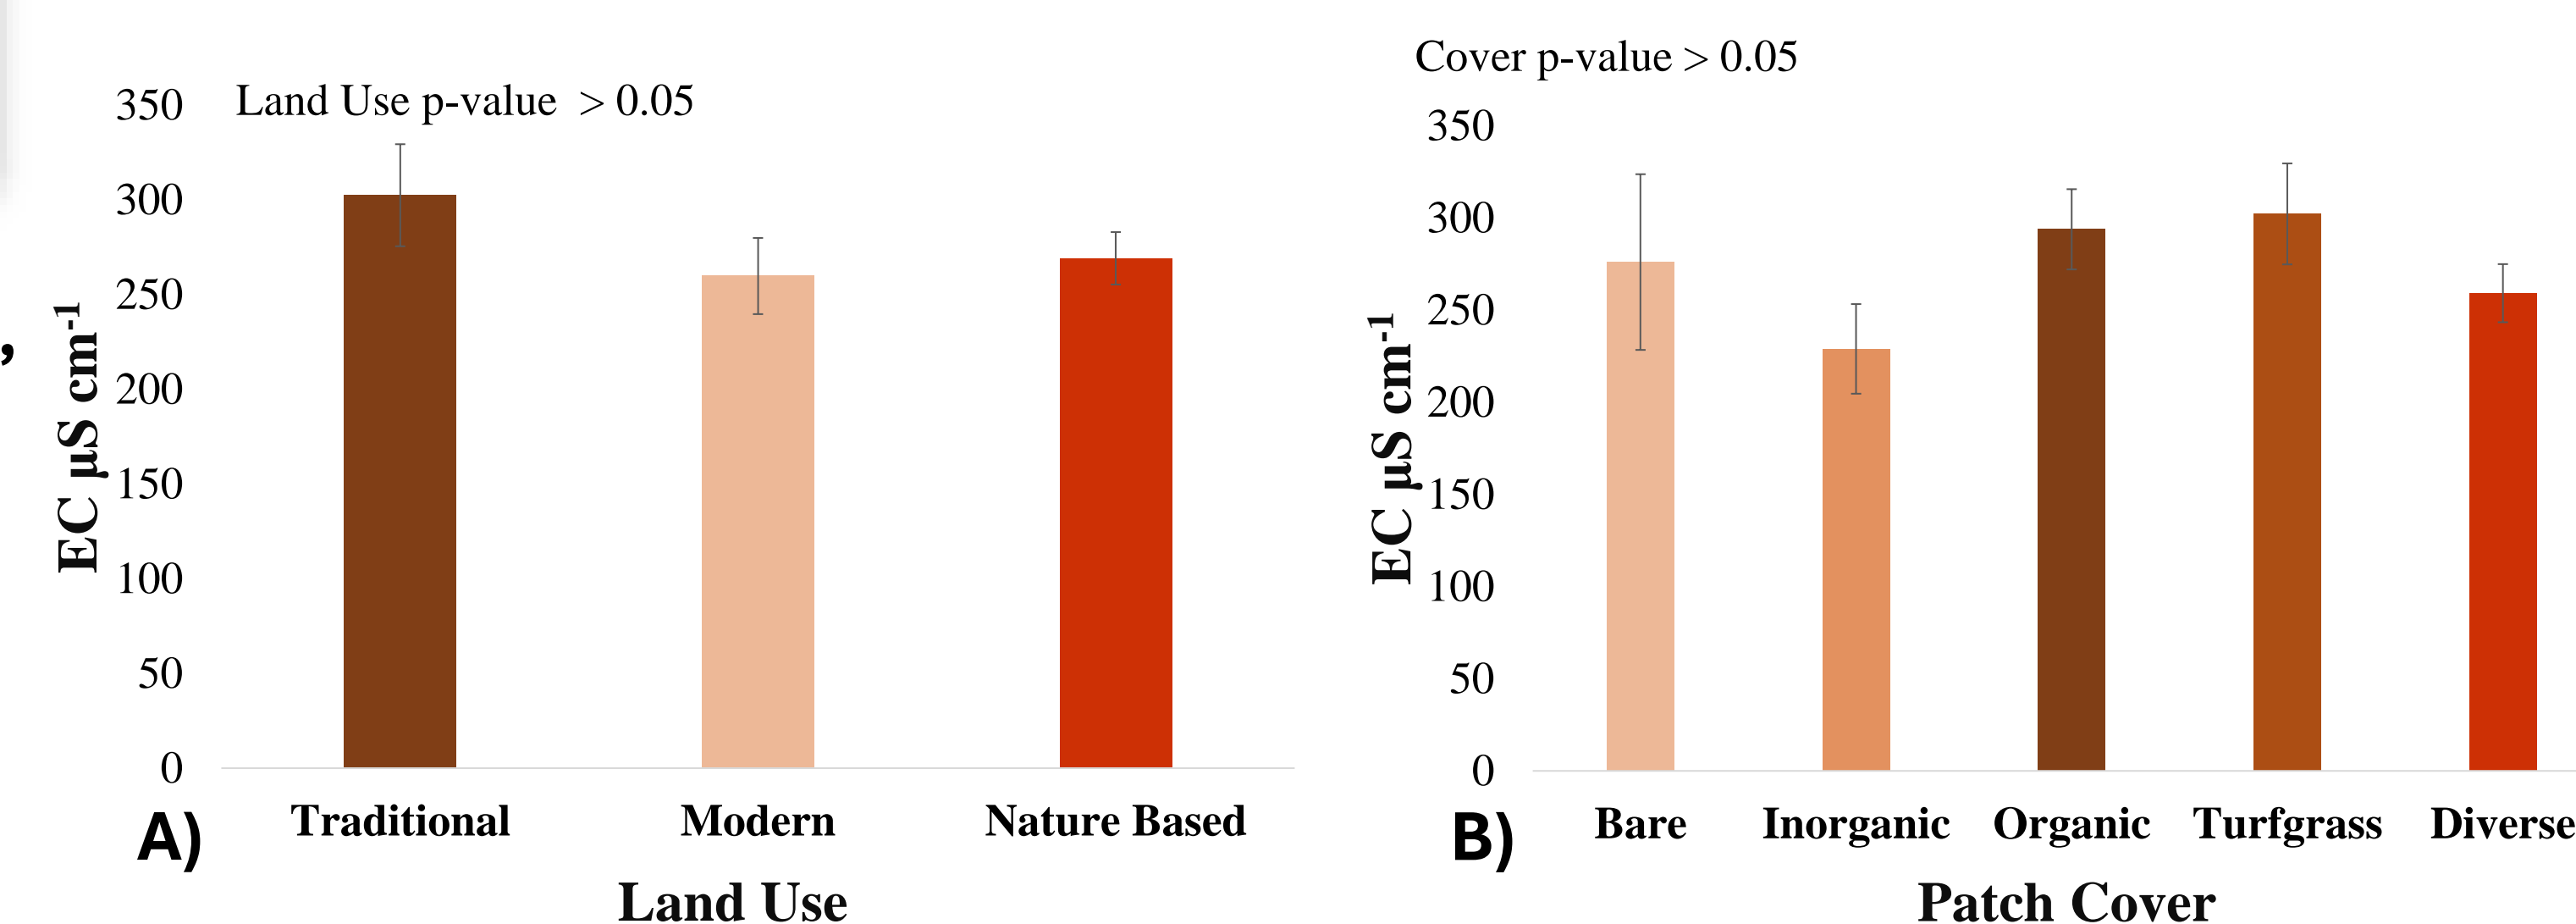 ,
Land Use p-value > 0.05
350
300
250
200
150
100
50
0
EC µS cm-1
Traditional Modern Nature Based
A)
Land Use
Cover p-value > 0.05
350
300
250
200
150
100
50
0
EC µS cm-1
Bare Inorganic Organic Turfgrass Diverse
B)
Patch Cover